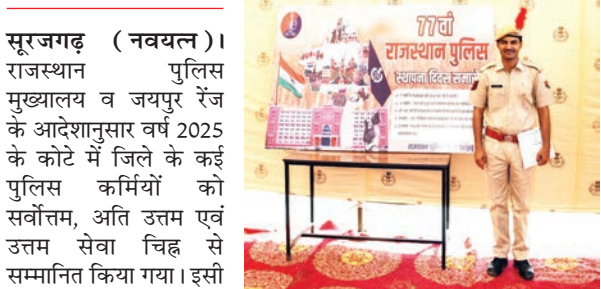 सूरजगढ़ (नवयत्न)।
राजस्थान पुलिस
मुख्यालय व जयपुर रेंज
के आदेशानुसार वर्ष 2025
के कोटे में जिले के कई
पुलिस कर्मियों को
सर्वोत्तम, अति उत्तम एवं
उत्तम सेवा चिह्न से
सम्मानित किया गया। इसी
77वां
राजस्थान पुलिस
स्थापना दिवस